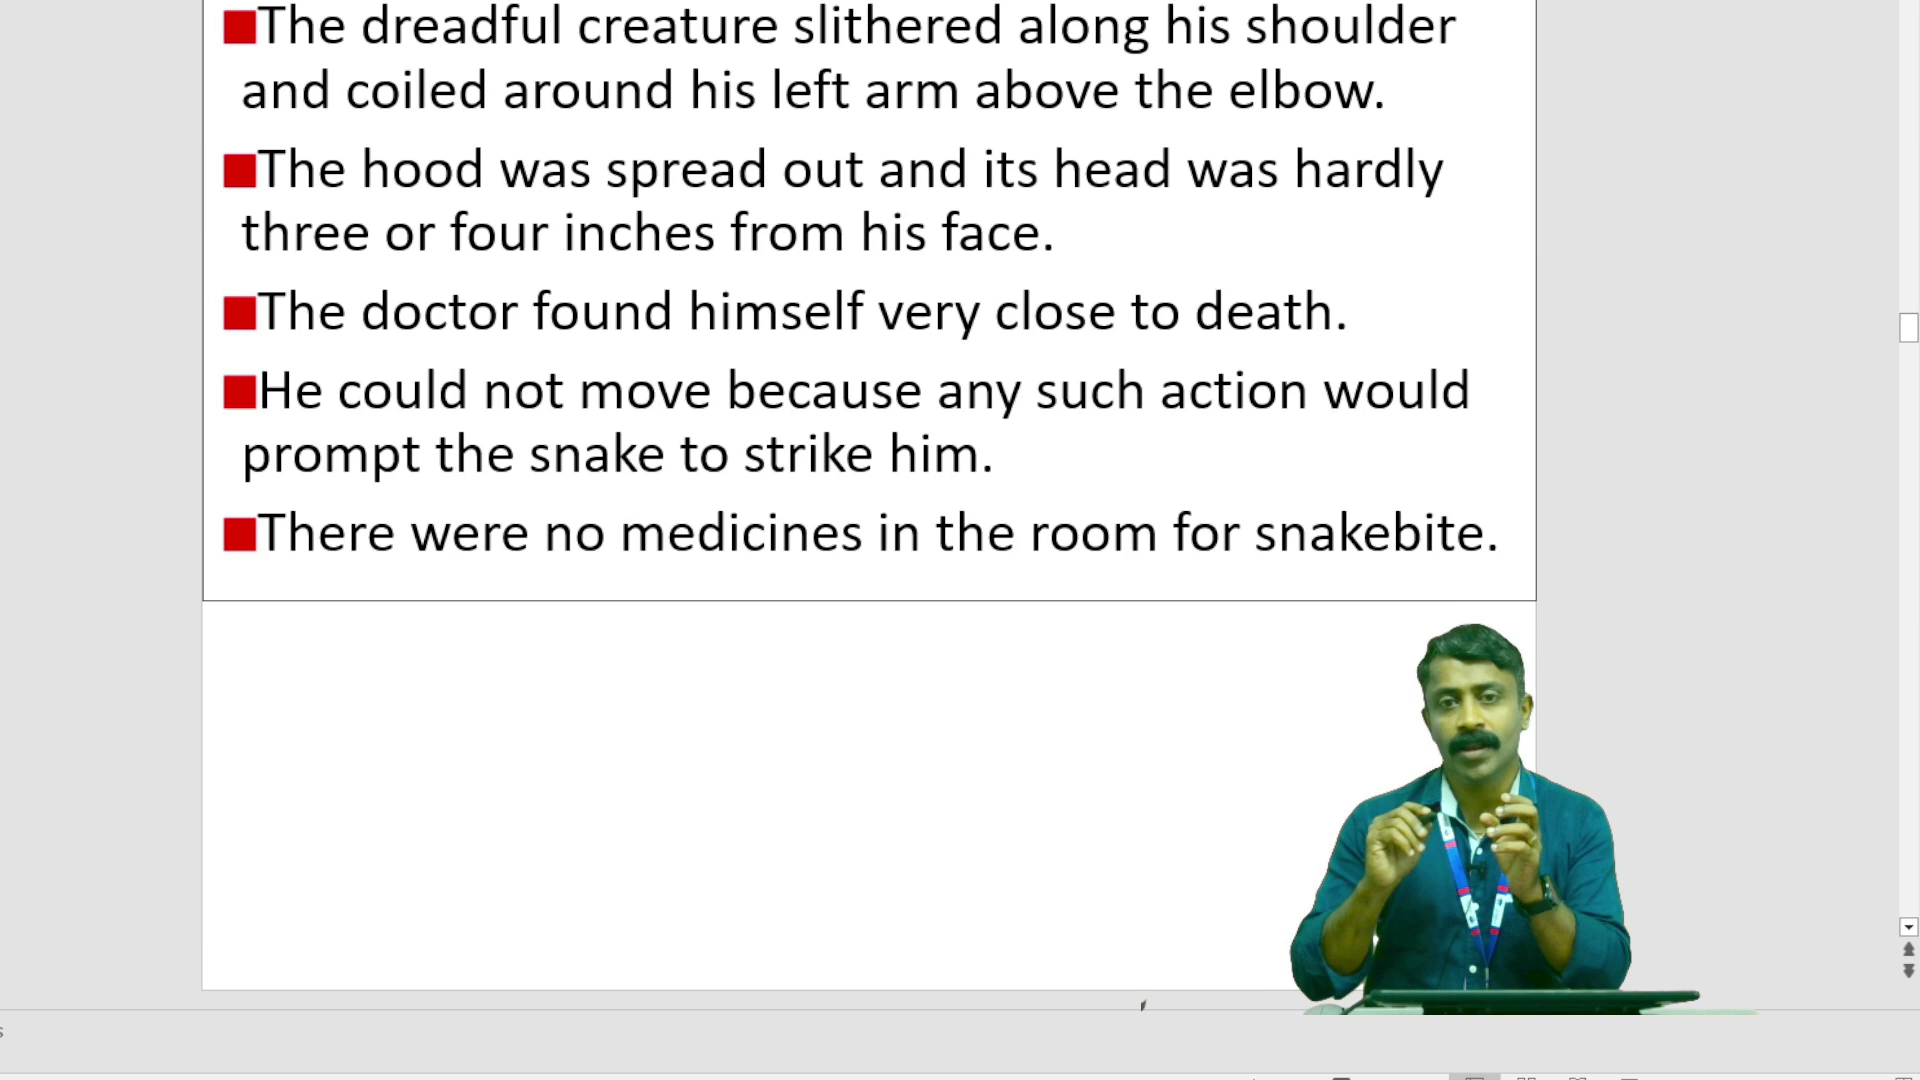 The dreadful creature slithered along his shoulder
and coiled around his left arm above the elbow.
The hood was spread out and its head was hardly
three or four inches from his face.
The doctor found himself very close to death.
He could not move because any such action would
prompt the snake to strike him.
There were no medicines in the room for snakebite.
s